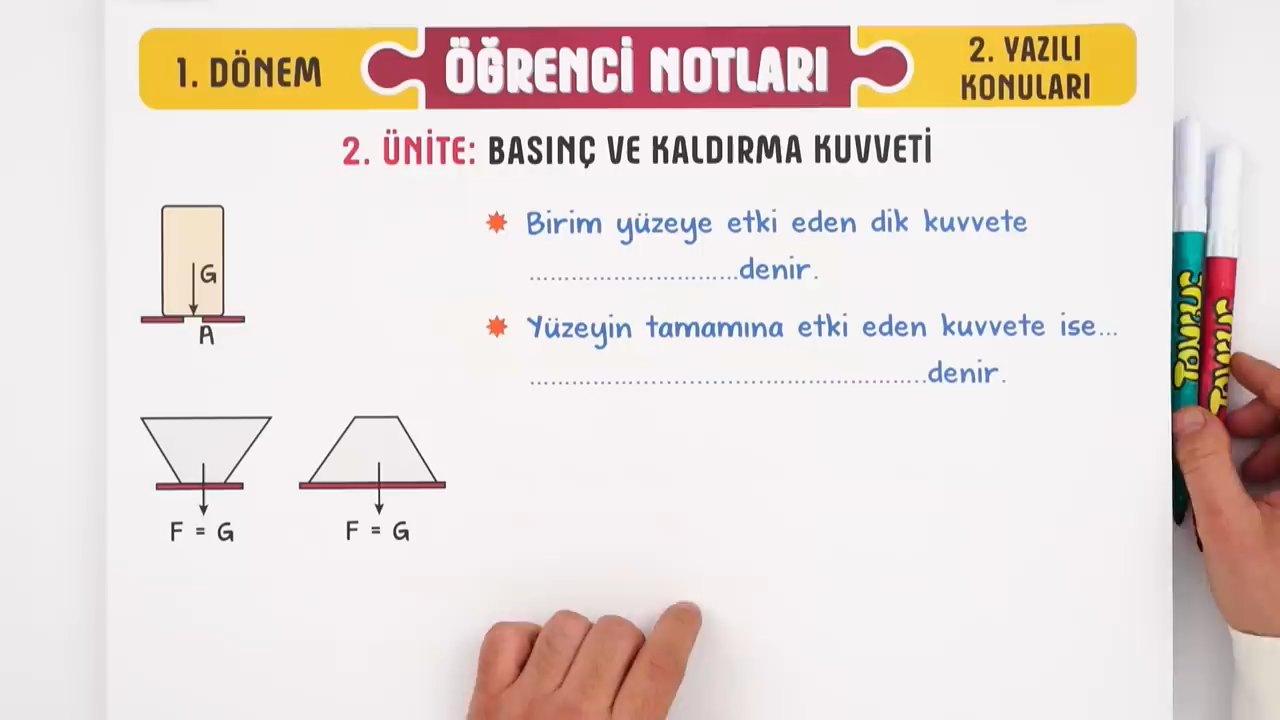 1. DÖNEM
ÖĞRENCİ NOTLARI
2. YAZILI
KONULARI
2. ÜNİTE: BASINÇ VE KALDIRMA KUVVETİ
Birim yüzeye etki eden dik kuvvete
..............................denir.
Yüzeyin tamamına etki eden kuvvete ise...
.........................................................denir.
G
A
F = G
F = G